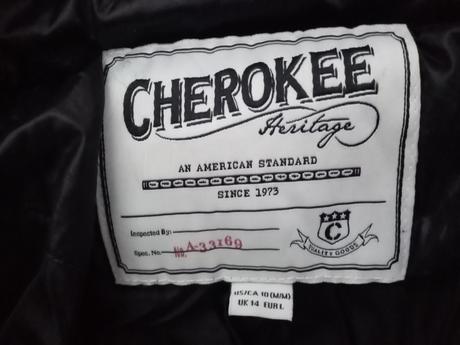 CHEROKEE
Heritage
AN AMERICAN STANDARD
SINCE 1973
Inspected By:
Spec. No. No. A-33169
C
QUALITY GOODS
US/CA 10 (M/M)
UK 14 EUR L